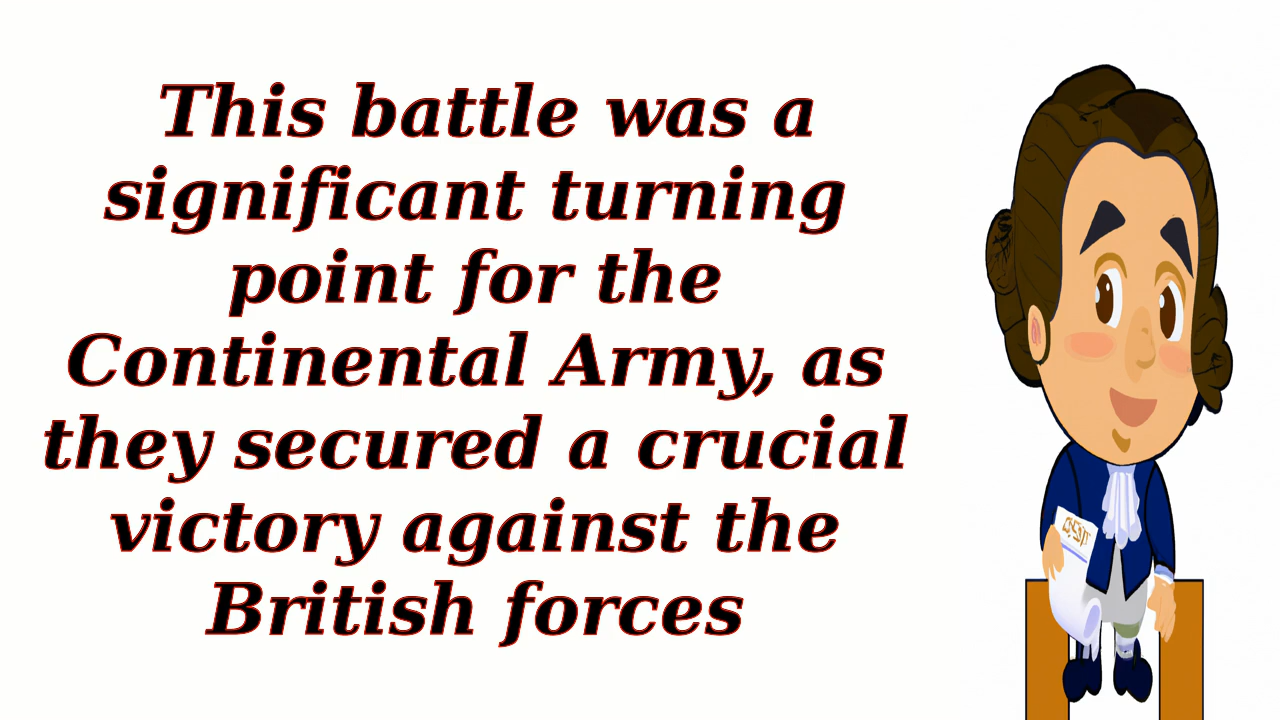 This battle was a
significant turning
point for the
Continental Army, as
they secured a crucial
victory against the
British forces